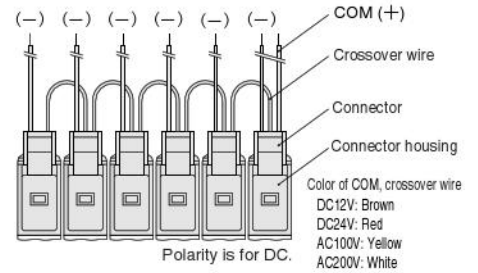 (−) (−) (−) (−) (−) (−)
COM (+)
Crossover wire
Connector
Connector housing
Color of COM, crossover wire
DC12V: Brown
DC24V: Red
AC100V: Yellow
AC200V: White
Polarity is for DC.